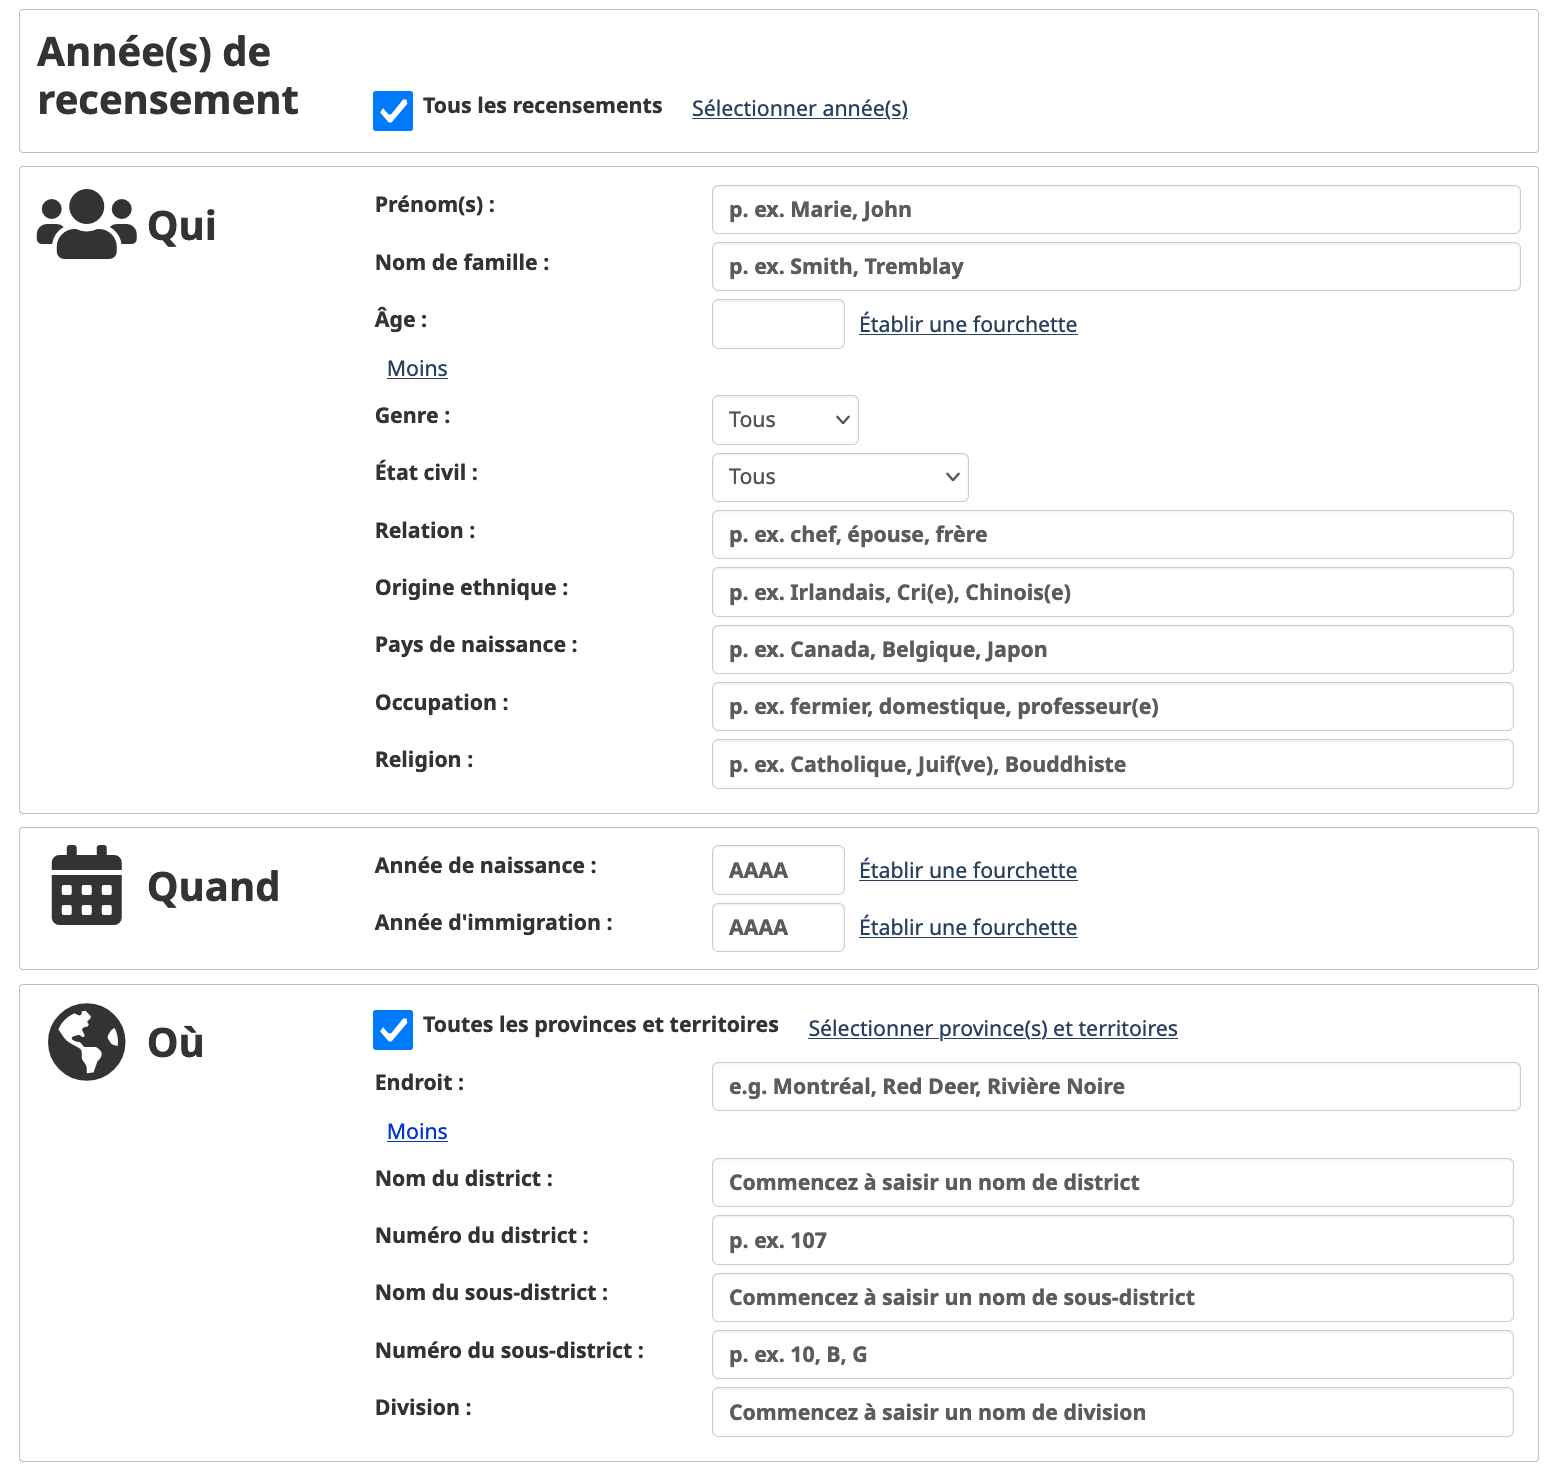 Année(s) de
recensement
Tous les recensements Sélectionner année(s)
Qui
Prénom(s) : p. ex. Marie, John
Nom de famille : p. ex. Smith, Tremblay
Âge : Établir une fourchette
Moins
Genre : Tous
État civil : Tous
Relation : p. ex. chef, épouse, frère
Origine ethnique : p. ex. Irlandais, Cri(e), Chinois(e)
Pays de naissance : p. ex. Canada, Belgique, Japon
Occupation : p. ex. fermier, domestique, professeur(e)
Religion : p. ex. Catholique, Juif(ve), Bouddhiste
Quand
Année de naissance : AAAA Établir une fourchette
Année d'immigration : AAAA Établir une fourchette
Où
Toutes les provinces et territoires Sélectionner province(s) et territoires
Endroit : e.g. Montréal, Red Deer, Rivière Noire
Moins
Nom du district : Commencez à saisir un nom de district
Numéro du district : p. ex. 107
Nom du sous-district : Commencez à saisir un nom de sous-district
Numéro du sous-district : p. ex. 10, B, G
Division : Commencez à saisir un nom de division